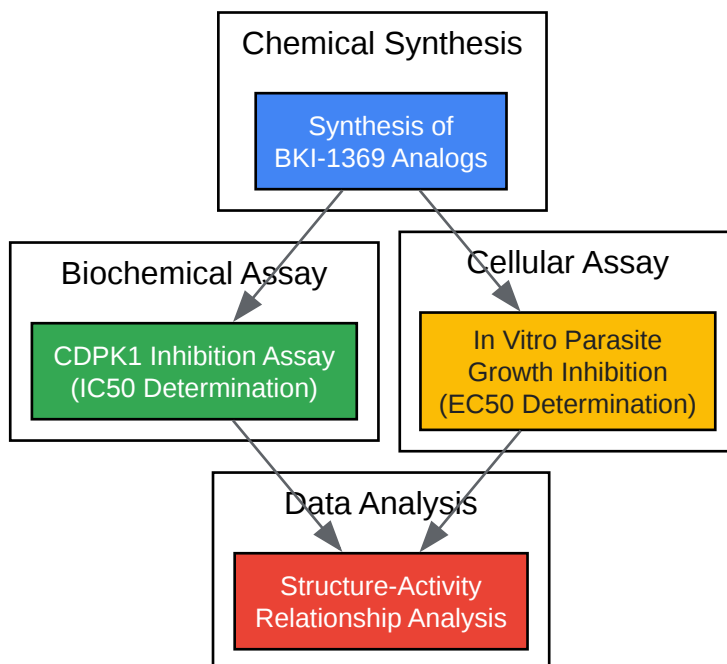 Chemical Synthesis
Synthesis of
BKI-1369 Analogs
Biochemical Assay
CDPK1 Inhibition Assay
(IC50 Determination)
Cellular Assay
In Vitro Parasite
Growth Inhibition
(EC50 Determination)
Data Analysis
Structure-Activity
Relationship Analysis